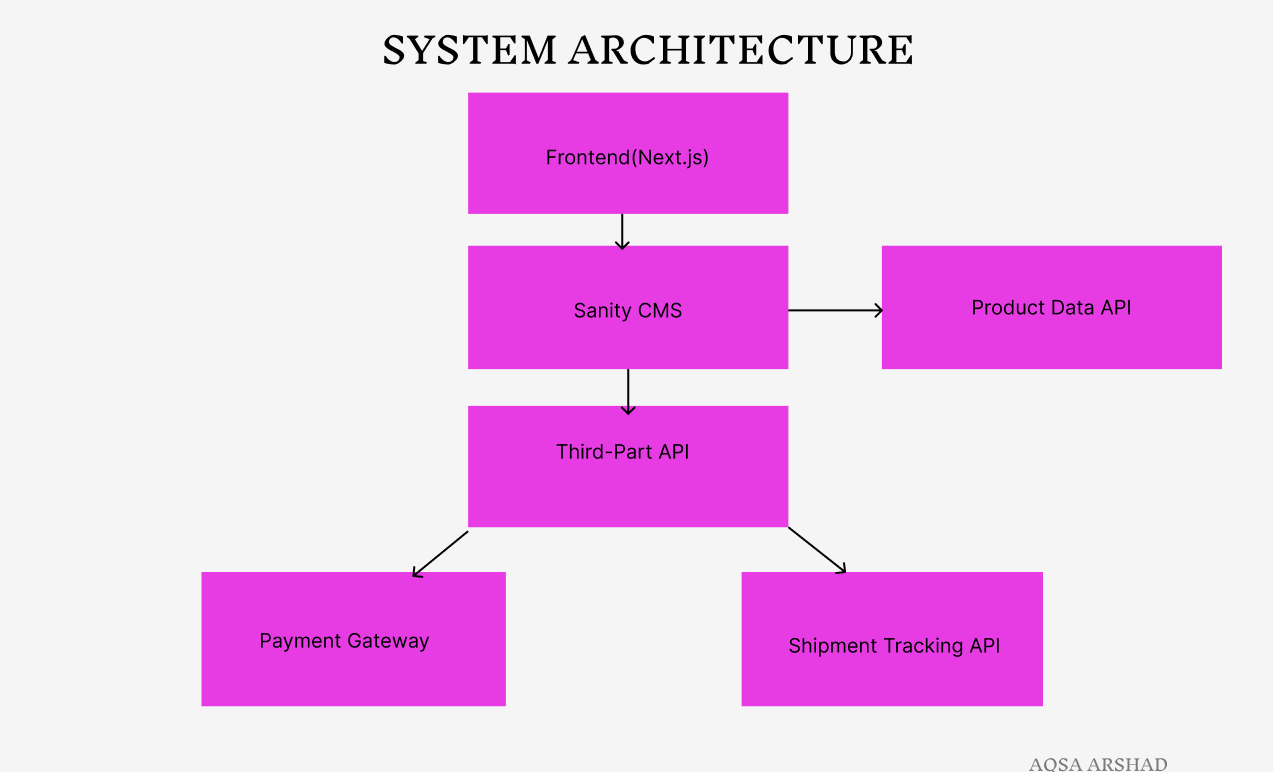 SYSTEM ARCHITECTURE
Frontend(Next.js)
Sanity CMS
Product Data API
Third-Part API
Payment Gateway
Shipment Tracking API
AQSA ARSHAD